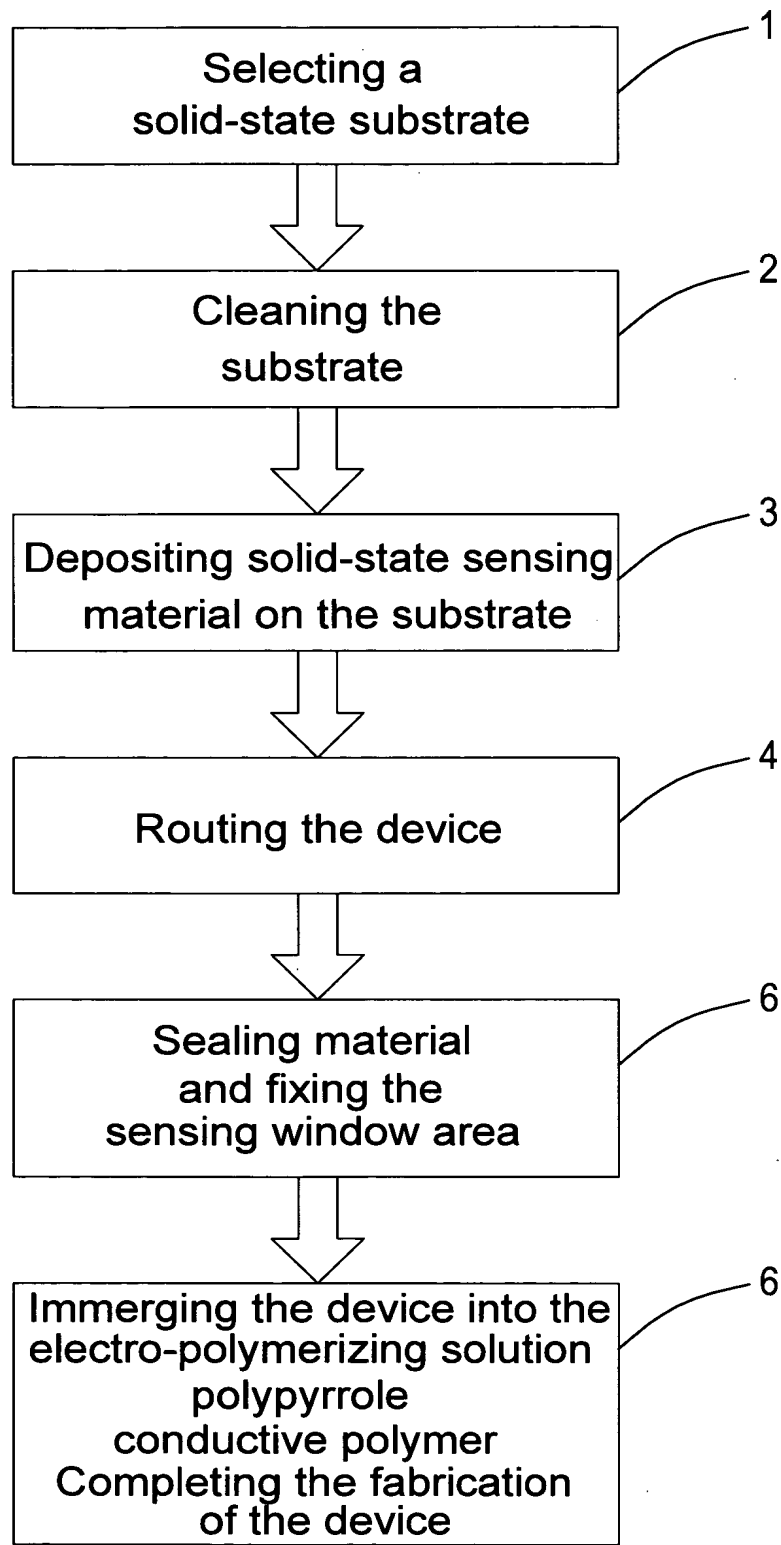 1
Selecting a
solid-state substrate
2
Cleaning the
substrate
3
Depositing solid-state sensing
material on the substrate
4
Routing the device
6
Sealing material
and fixing the
sensing window area
6
Immerging the device into the
electro-polymerizing solution
polypyrrole
conductive polymer
Completing the fabrication
of the device